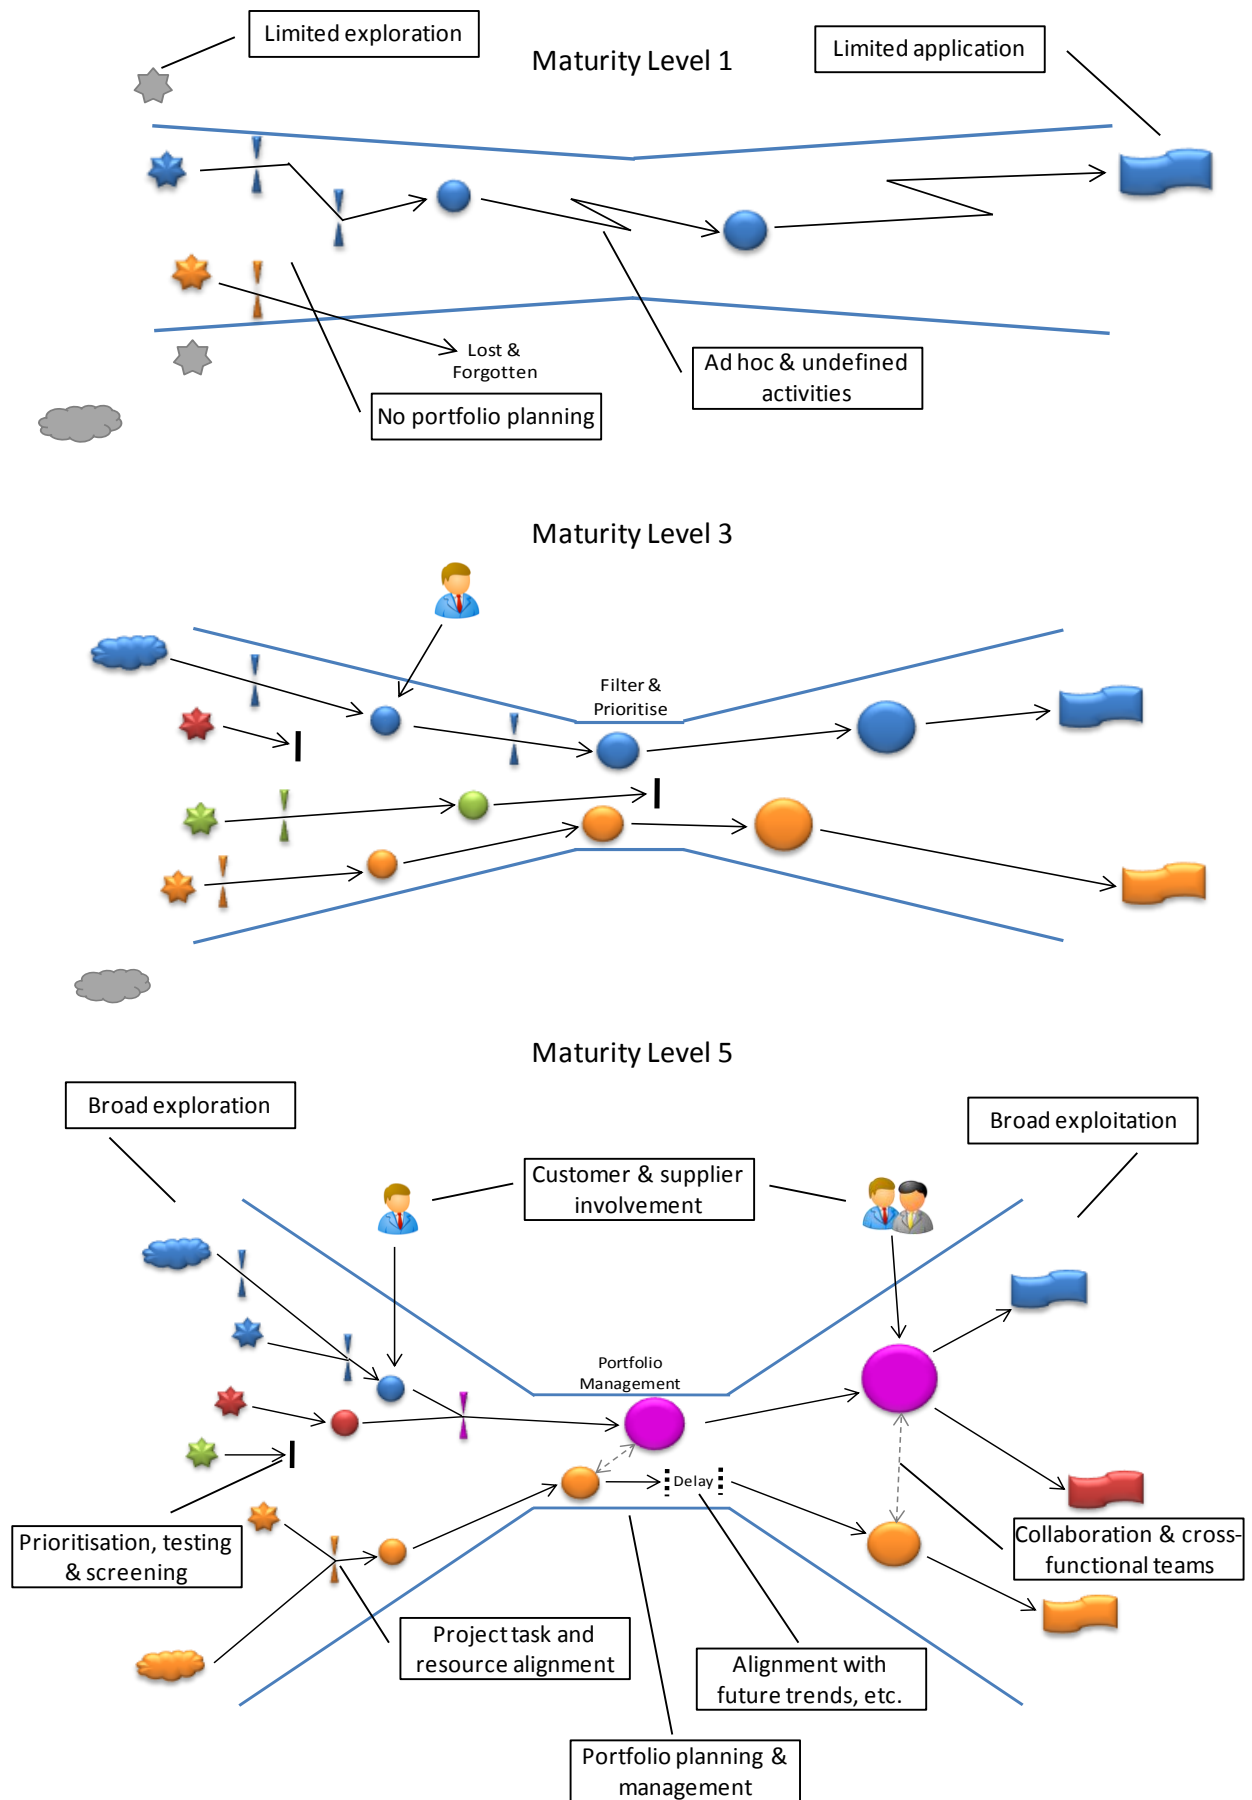 Limited exploration
Maturity Level 1
Limited application
Lost &
Forgotten
Ad hoc & undefined
activities
No portfolio planning
Maturity Level 3
Filter &
Prioritise
Maturity Level 5
Broad exploration
Broad exploitation
Customer & supplier
involvement
Portfolio
Management
Delay
Prioritisation, testing
& screening
Collaboration & cross-
functional teams
Project task and
resource alignment
Alignment with
future trends, etc.
Portfolio planning &
management